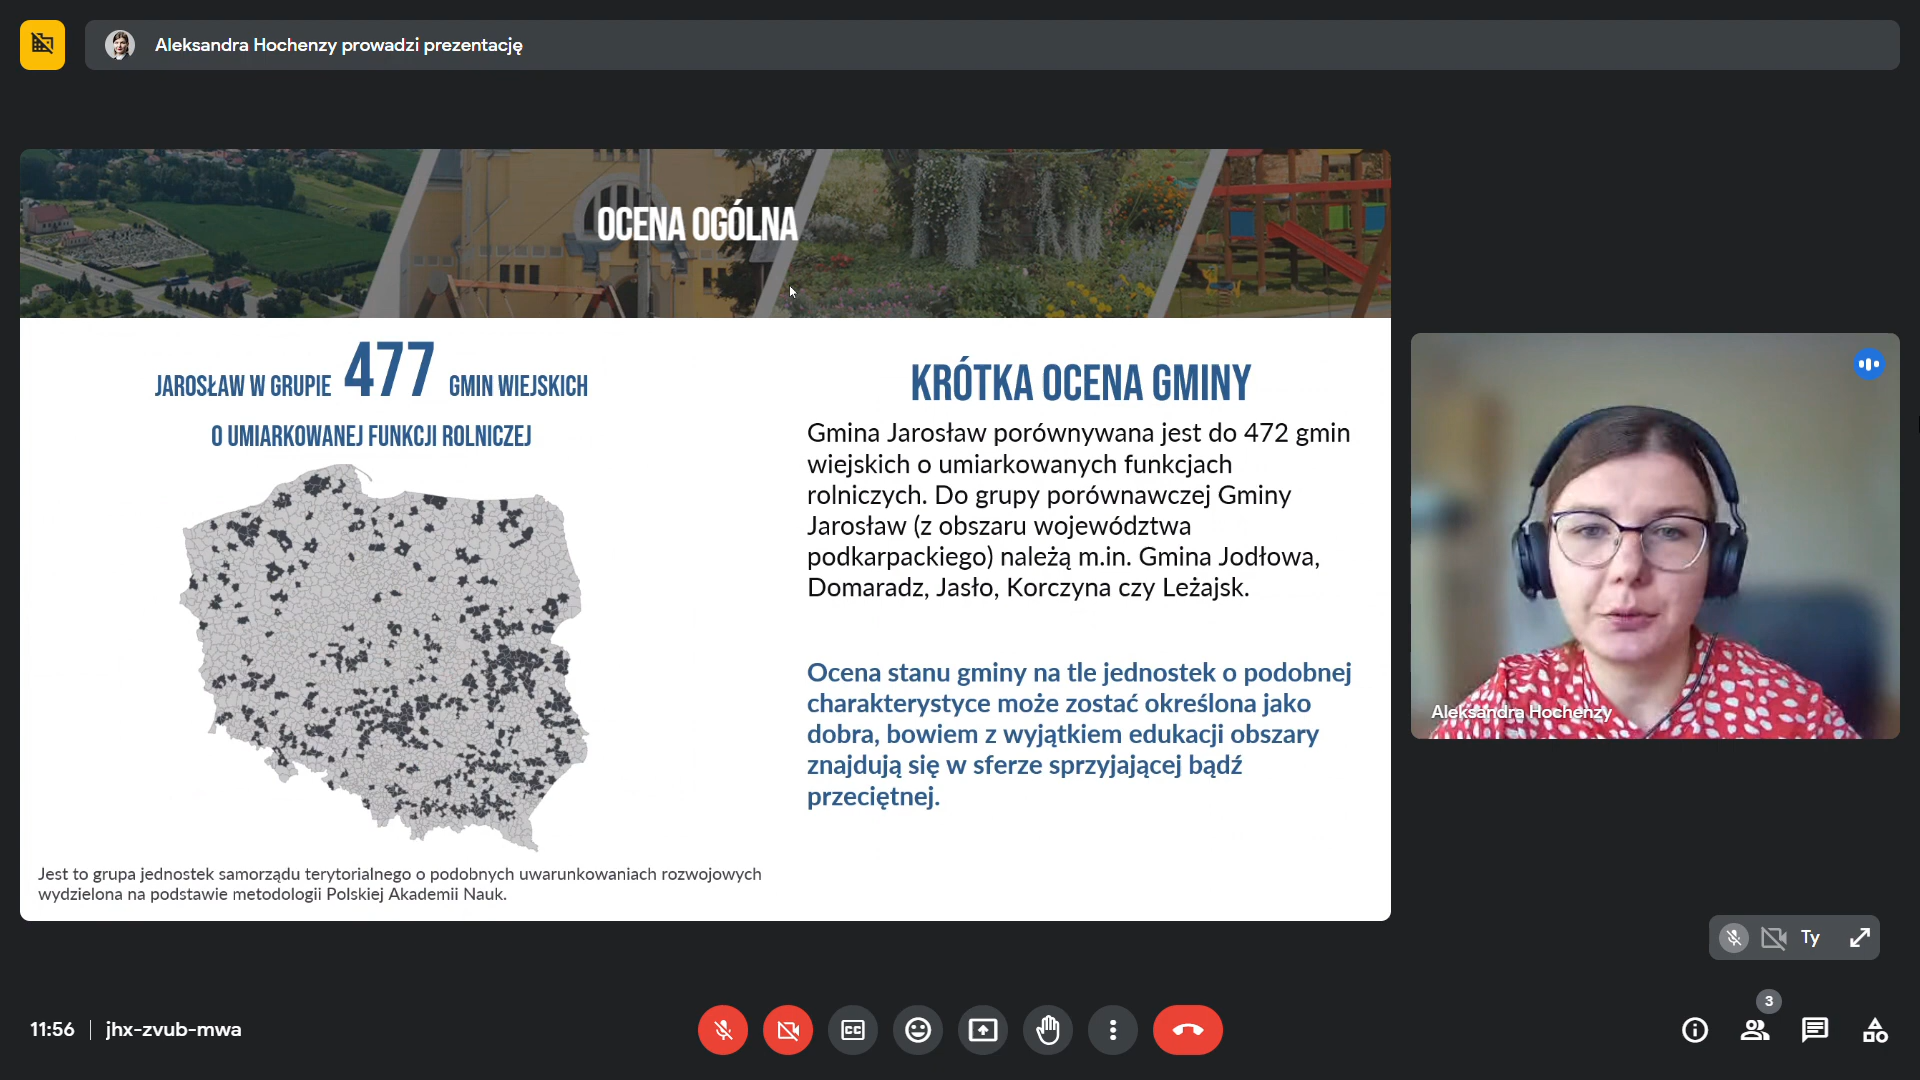 Aleksandra Hochenzy prowadzi prezentację
OCENA OGÓLNA
JAROSŁAW W GRUPIE 477 GMIN WIEJSKICH
O UMIARKOWANEJ FUNKCJI ROLNICZEJ
Jest to grupa jednostek samorządu terytorialnego o podobnych uwarunkowaniach rozwojowych
wydzielona na podstawie metodologii Polskiej Akademii Nauk.
KRÓTKA OCENA GMINY
Gmina Jarosław porównywana jest do 472 gmin
wiejskich o umiarkowanych funkcjach
rolniczych. Do grupy porównawczej Gminy
Jarosław (z obszaru województwa
podkarpackiego) należą m.in. Gmina Jodłowa,
Domaradz, Jasło, Korczyna czy Leżajsk.
Ocena stanu gminy na tle jednostek o podobnej
charakterystyce może zostać określona jako
dobra, bowiem z wyjątkiem edukacji obszary
znajdują się w sferze sprzyjającej bądź
przeciętnej.
Aleksandra Hochenzy
Ty
11:56 | jhx-zvub-mwa
CC
3